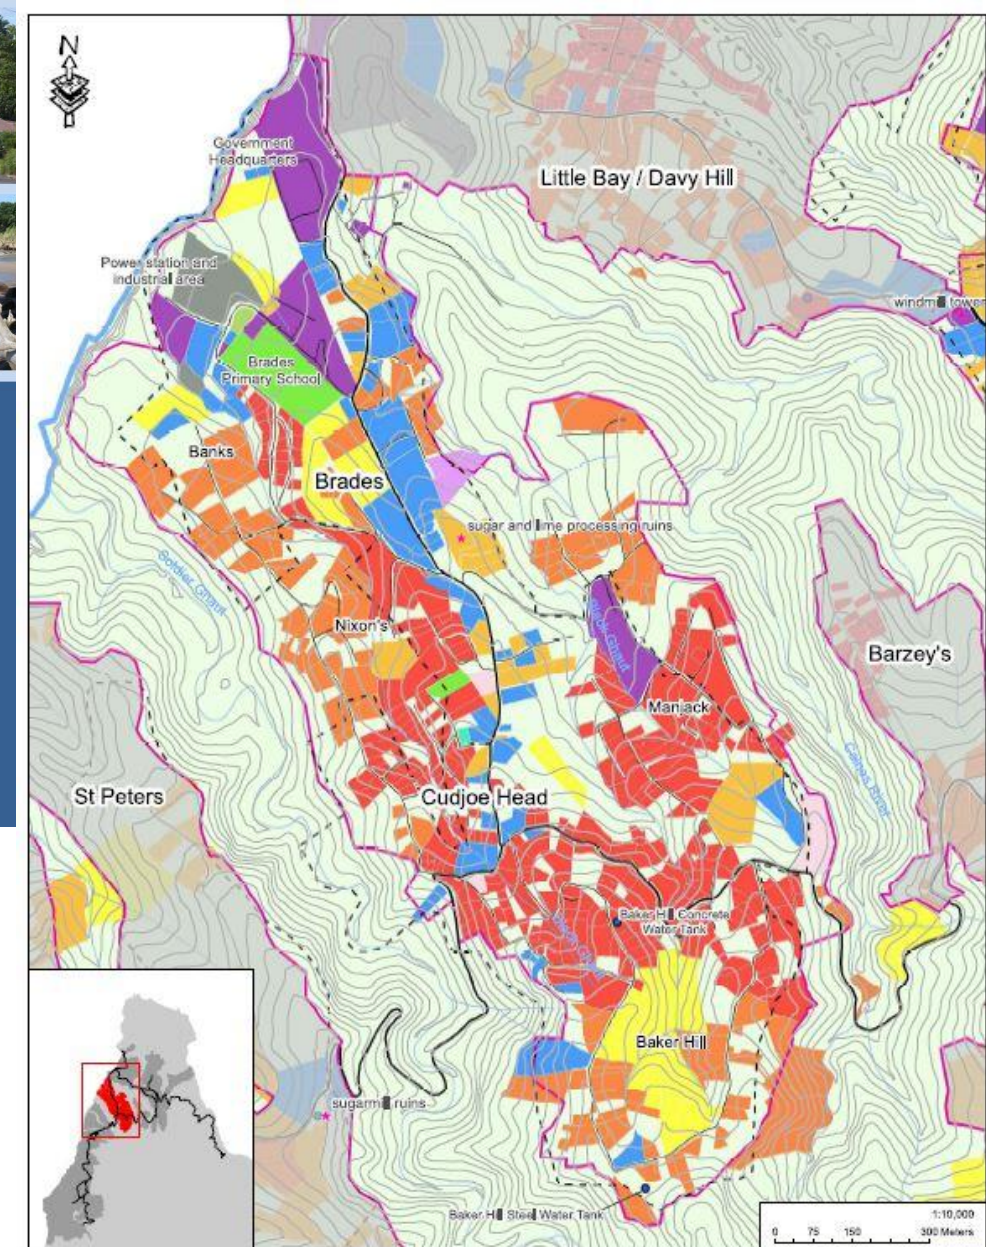 N
Government
Headquarters
Little Bay / Davy Hill
Power station and
industrial area
windmill tower
Brades
Primary School
Banks
Brades
sugar and lime processing ruins
Soldier Ghaut
Nixon's
Barzey's
Manjack
St Peters
Cudjoe Head
Baker Hill Concrete
Water Tank
Baker Hill
sugarmill ruins
Baker Hill Steel Water Tank
1:10,000
0 75 150 300 Meters